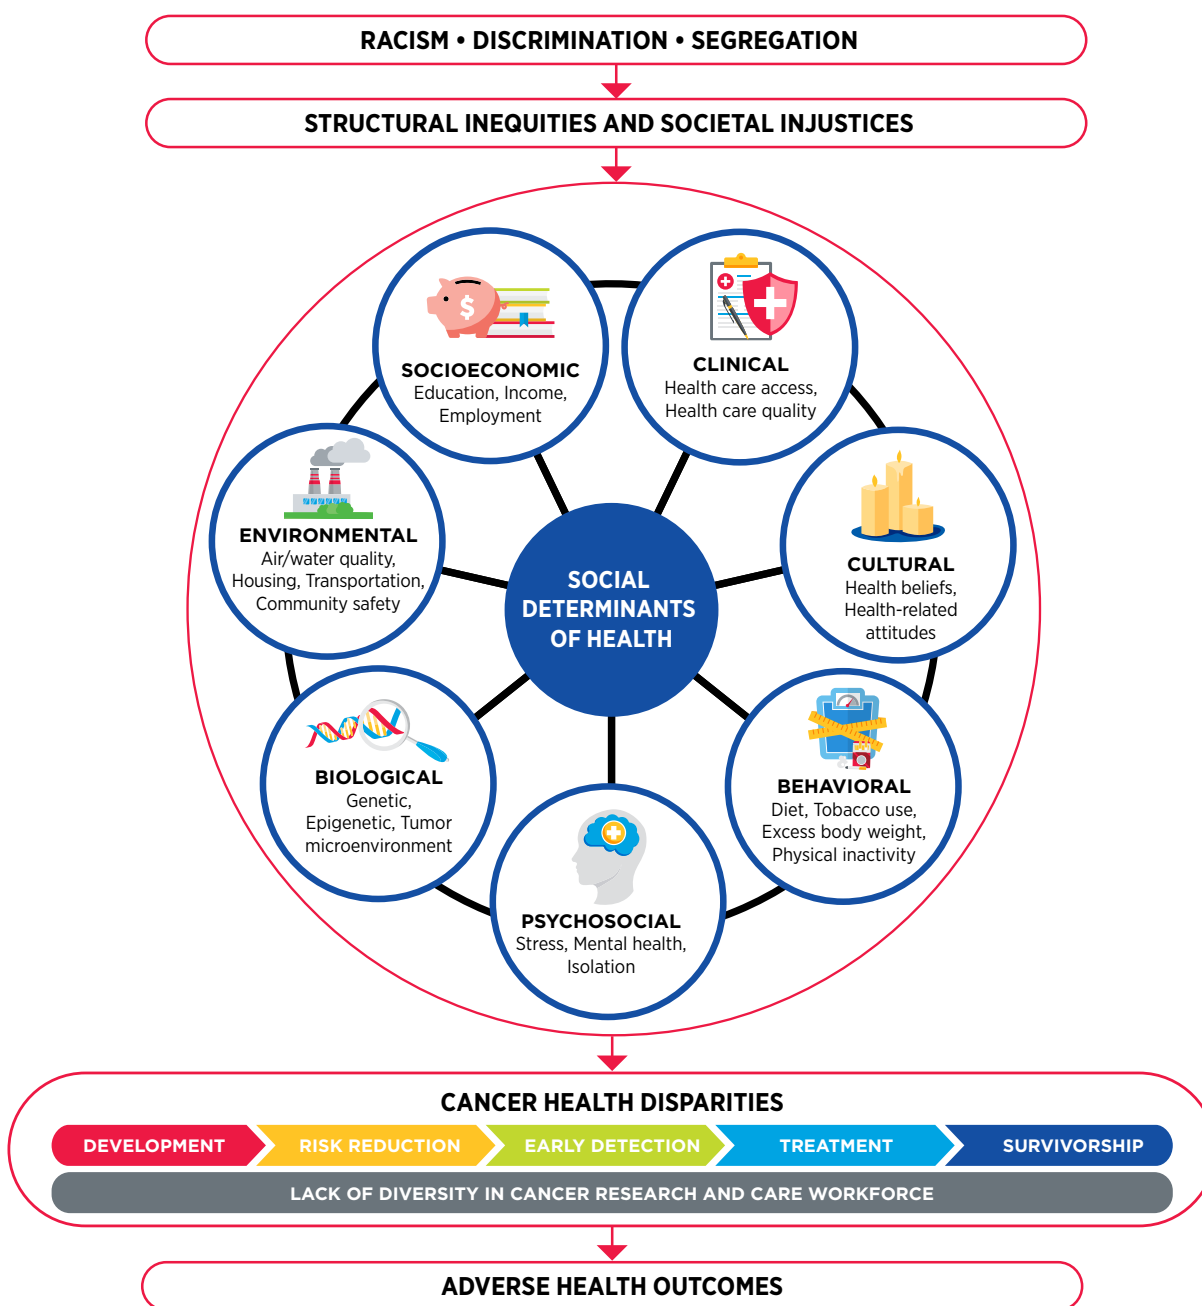 RACISM • DISCRIMINATION • SEGREGATION
STRUCTURAL INEQUITIES AND SOCIETAL INJUSTICES
$
SOCIOECONOMIC
Education, Income,
Employment
CLINICAL
Health care access,
Health care quality
ENVIRONMENTAL
Air/water quality,
Housing, Transportation,
Community safety
SOCIAL
DETERMINANTS
OF HEALTH
CULTURAL
Health beliefs,
Health-related
attitudes
BIOLOGICAL
Genetic,
Epigenetic, Tumor
microenvironment
BEHAVIORAL
Diet, Tobacco use,
Excess body weight,
Physical inactivity
PSYCHOSOCIAL
Stress, Mental health,
Isolation
CANCER HEALTH DISPARITIES
DEVELOPMENT
RISK REDUCTION
EARLY DETECTION
TREATMENT
SURVIVORSHIP
LACK OF DIVERSITY IN CANCER RESEARCH AND CARE WORKFORCE
ADVERSE HEALTH OUTCOMES